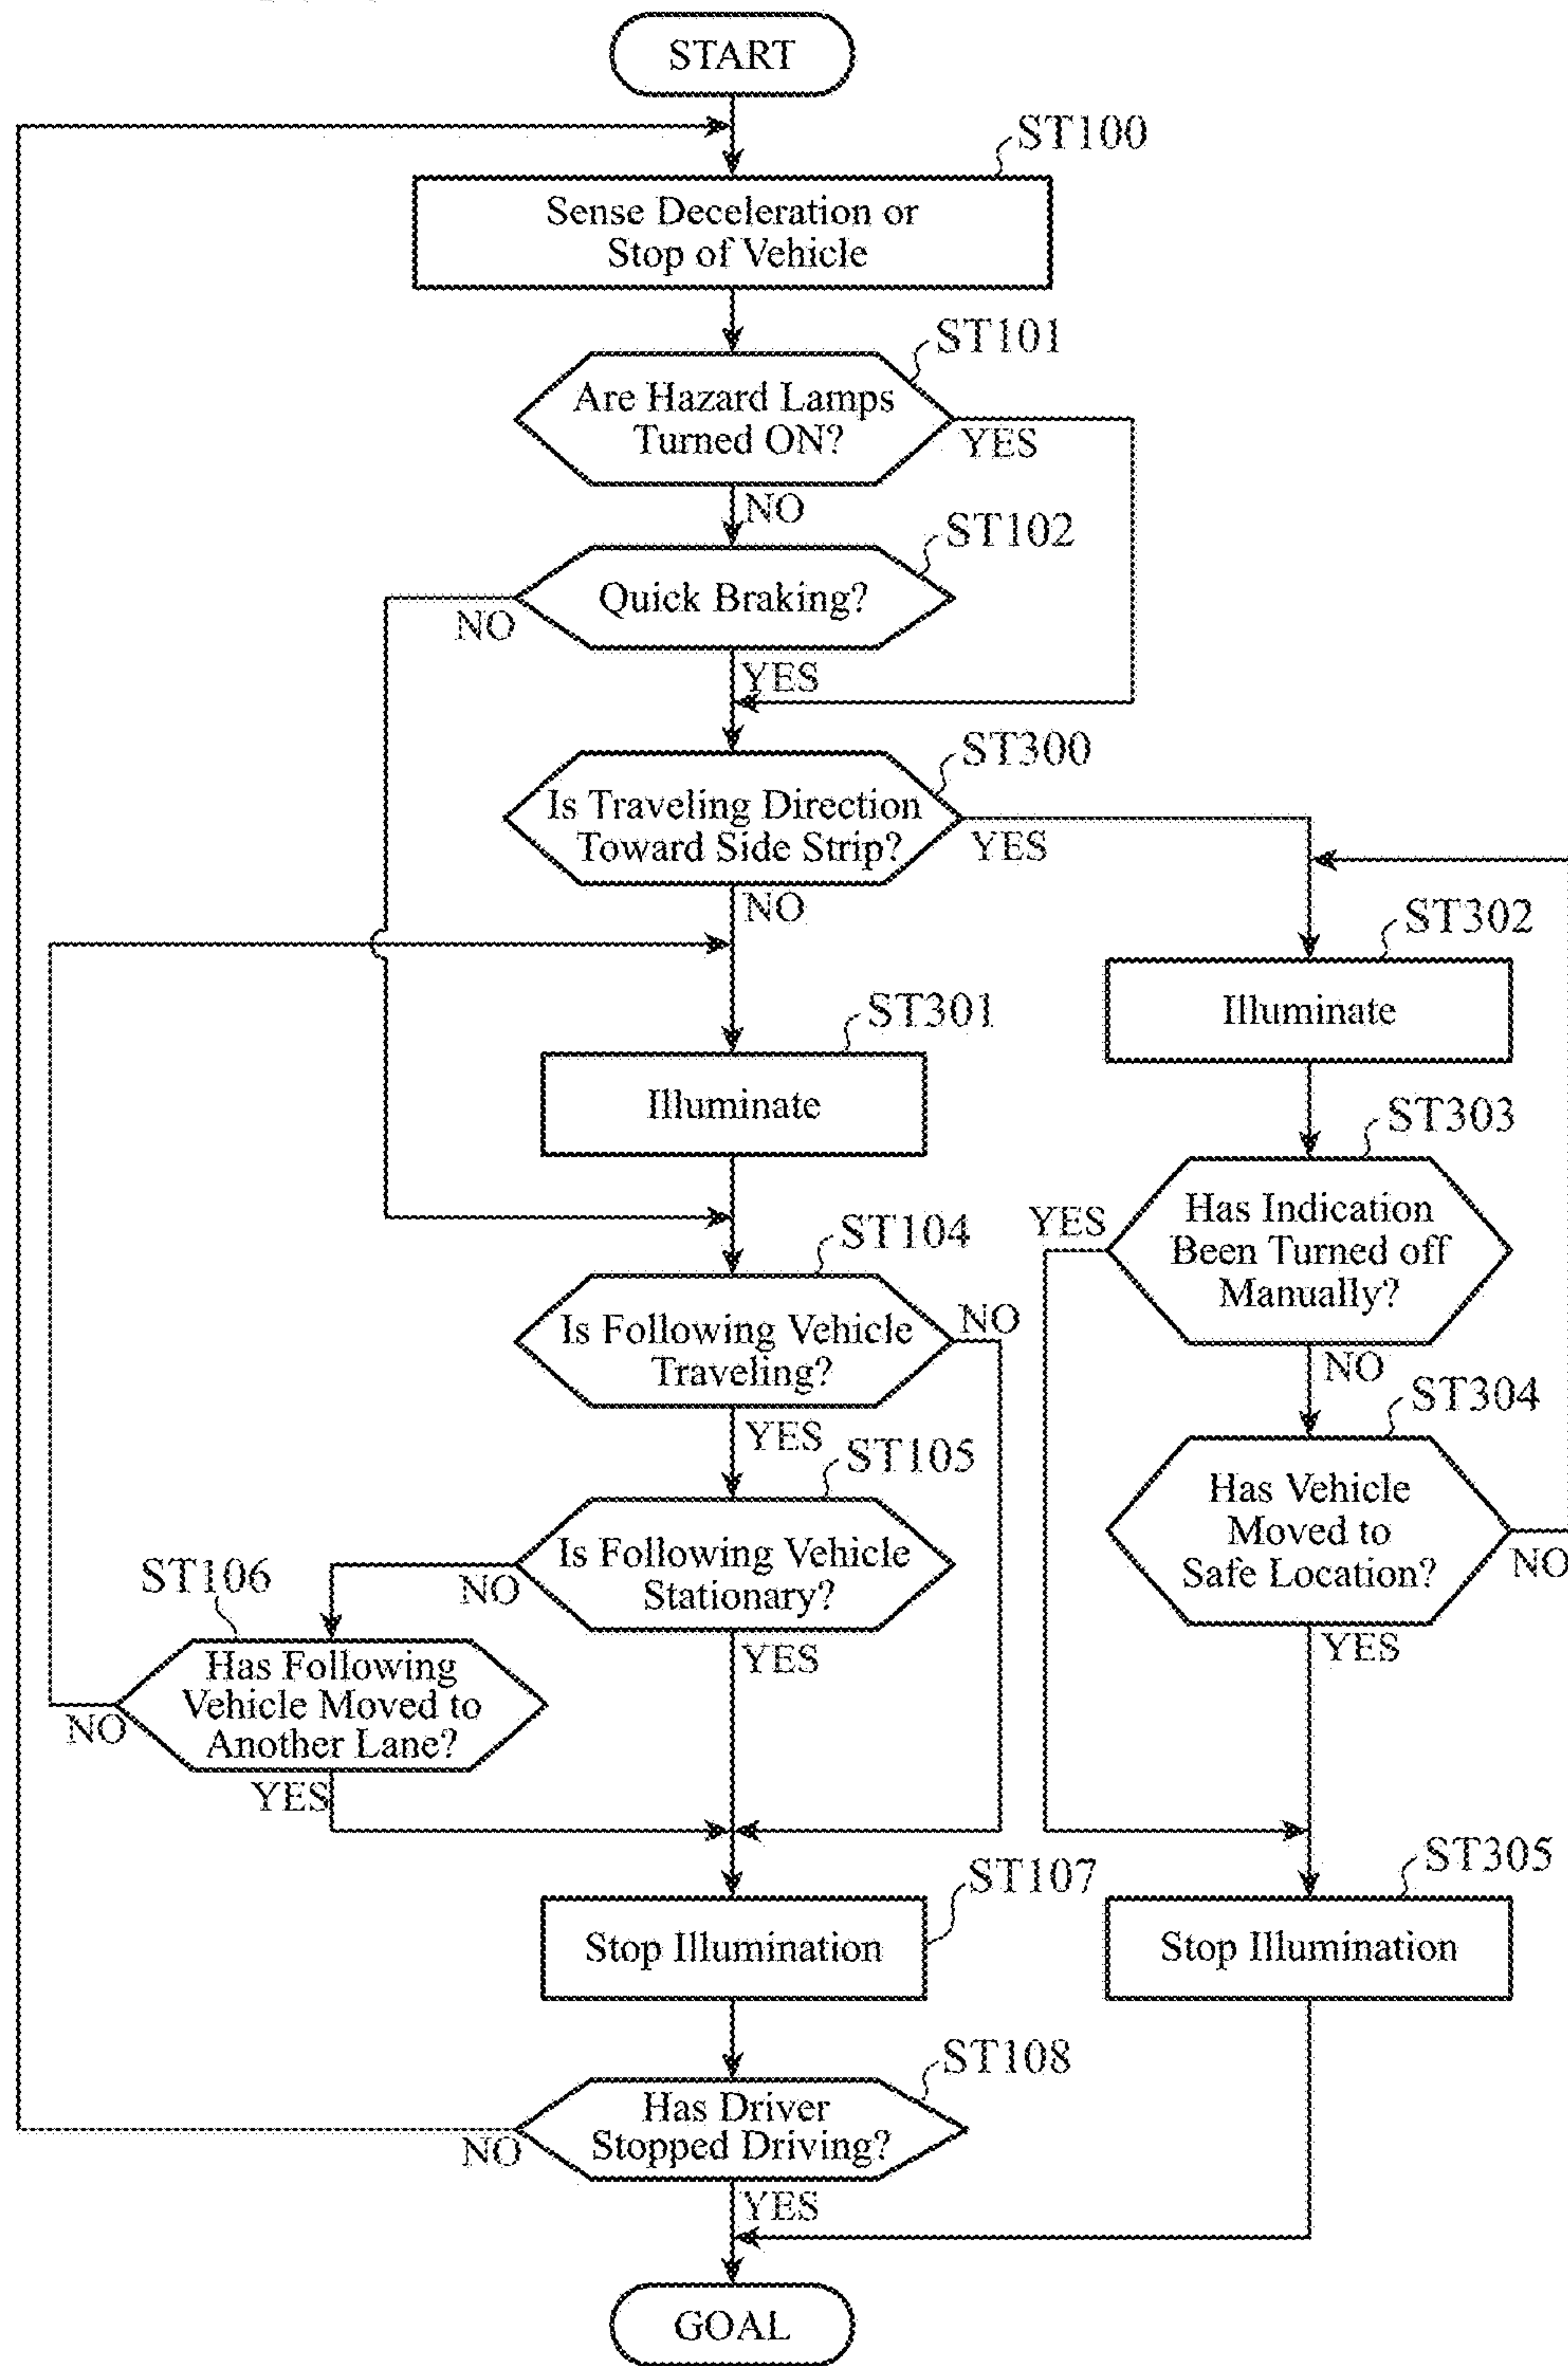 START
ST100
Sense Deceleration or
Stop of Vehicle
ST101
Are Hazard Lamps
Turned ON?
YES
NO
ST102
Quick Braking?
NO
YES
ST300
Is Traveling Direction
Toward Side Strip?
YES
NO
ST302
Illuminate
ST301
Illuminate
ST303
Has Indication
Been Turned off
Manually?
YES
NO
ST104
Is Following Vehicle
Traveling?
NO
YES
ST304
Has Vehicle
Moved to
Safe Location?
NO
YES
ST105
Is Following Vehicle
Stationary?
NO
YES
ST106
Has Following
Vehicle Moved to
Another Lane?
NO
YES
ST107
Stop Illumination
ST305
Stop Illumination
ST108
Has Driver
Stopped Driving?
NO
YES
GOAL